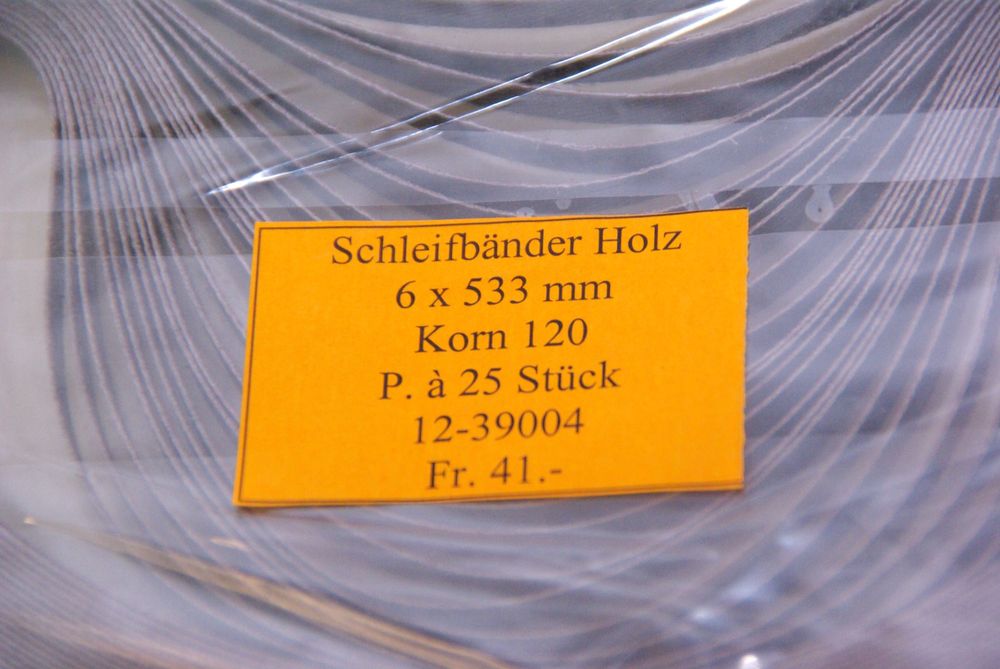 Schleifbänder Holz
6 x 533 mm
Korn 120
P. à 25 Stück
12-39004
Fr. 41.-